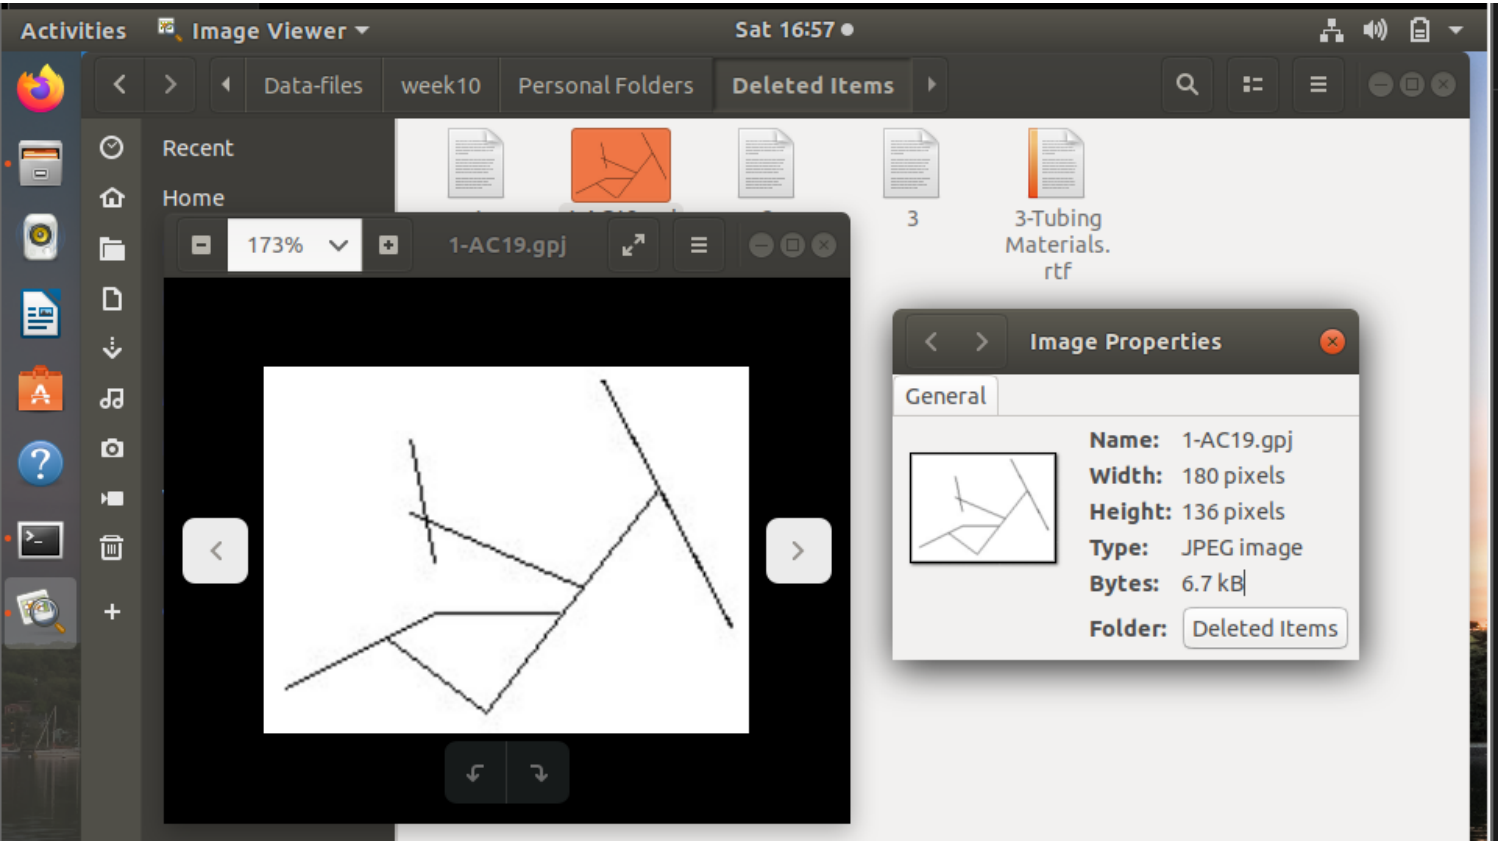 Activities Image Viewer Sat 16:57
Data-files week10 Personal Folders Deleted Items
Recent
Home
3
3-Tubing
Materials.
rtf
173% 1-AC19.gpj
Image Properties
General
Name: 1-AC19.gpj
Width: 180 pixels
Height: 136 pixels
Type: JPEG image
Bytes: 6.7 kB
Folder: Deleted Items